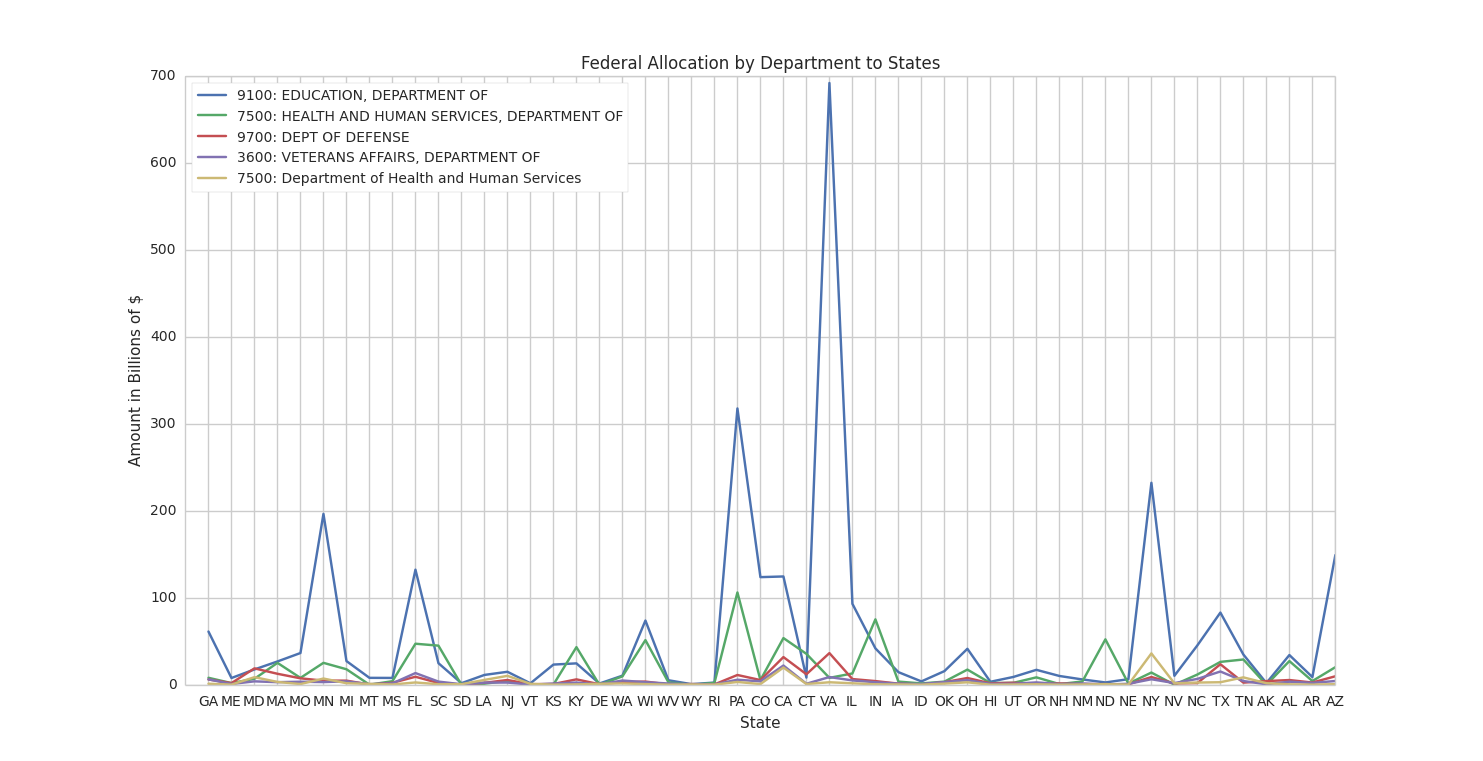 Federal Allocation by Department to States
9100: EDUCATION, DEPARTMENT OF
7500: HEALTH AND HUMAN SERVICES, DEPARTMENT OF
9700: DEPT OF DEFENSE
3600: VETERANS AFFAIRS, DEPARTMENT OF
7500: Department of Health and Human Services
Amount in Billions of $
700
600
500
400
300
200
100
0
GA ME MD MA MO MN MI MT MS FL SC SD LA NJ VT KS KY DE WA WI WV WY RI PA CO CA CT VA IL IN IA ID OK OH HI UT OR NH NM ND NE NY NV NC TX TN AK AL AR AZ
State